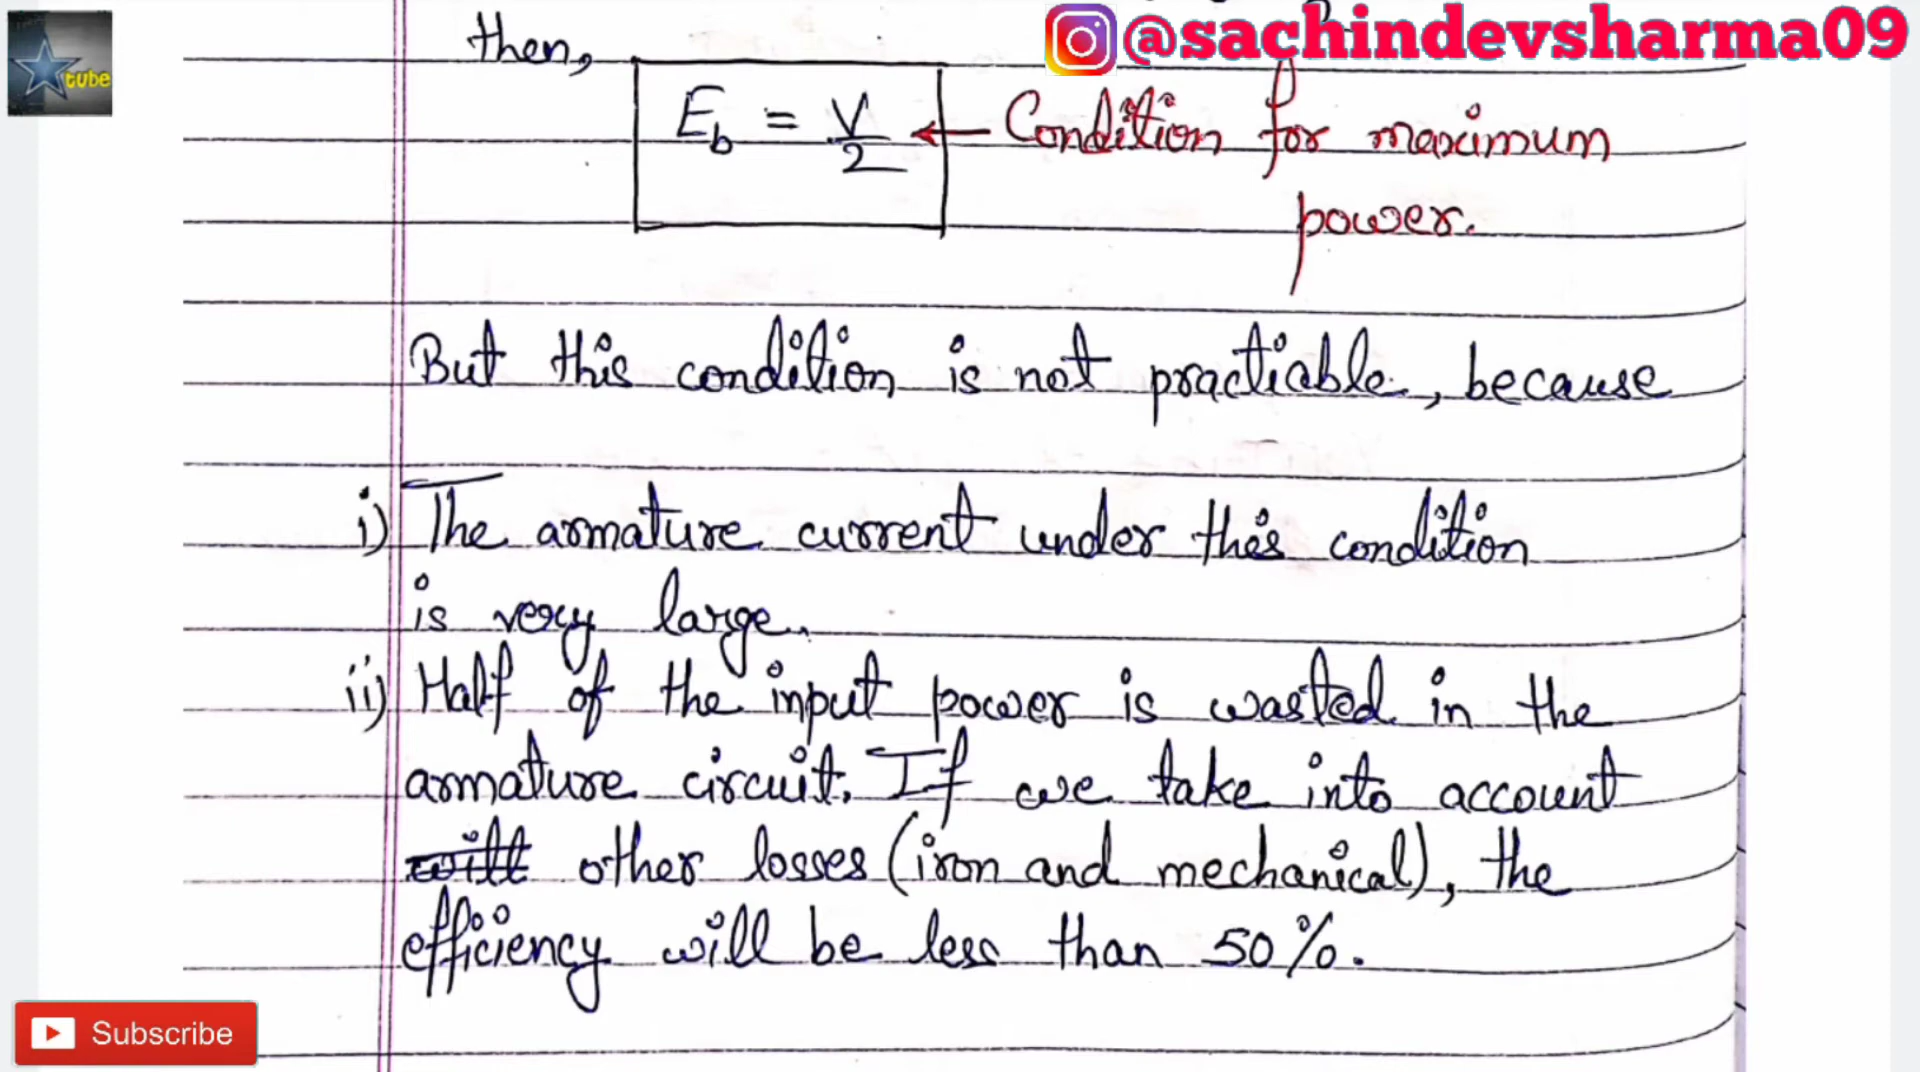 @sachindevsharma09
tube
then,
E_b = V/2 ← Condition for maximum
power.
But this condition is not practiable, because
i) The armature current under this condition
is very large.
ii) Half of the input power is wasted in the
armature circuit. If we take into account
will other losses (iron and mechanical), the
efficiency will be less than 50%.
Subscribe